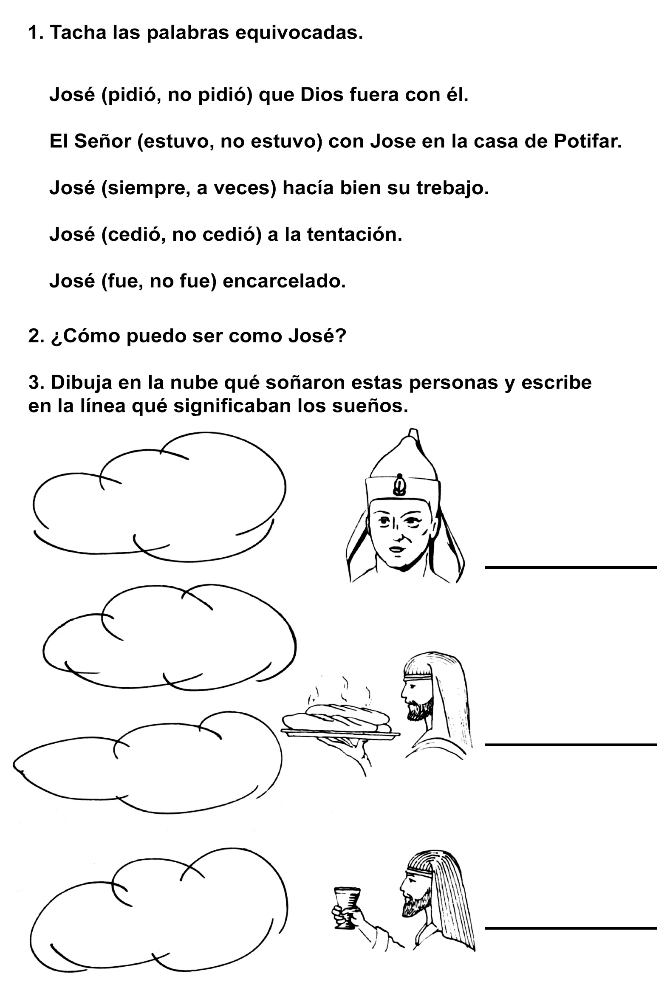 1. Tacha las palabras equivocadas.
José (pidió, no pidió) que Dios fuera con él.
El Señor (estuvo, no estuvo) con Jose en la casa de Potifar.
José (siempre, a veces) hacía bien su trebajo.
José (cedió, no cedió) a la tentación.
José (fue, no fue) encarcelado.
2. ¿Cómo puedo ser como José?
3. Dibuja en la nube qué soñaron estas personas y escribe
en la línea qué significaban los sueños.